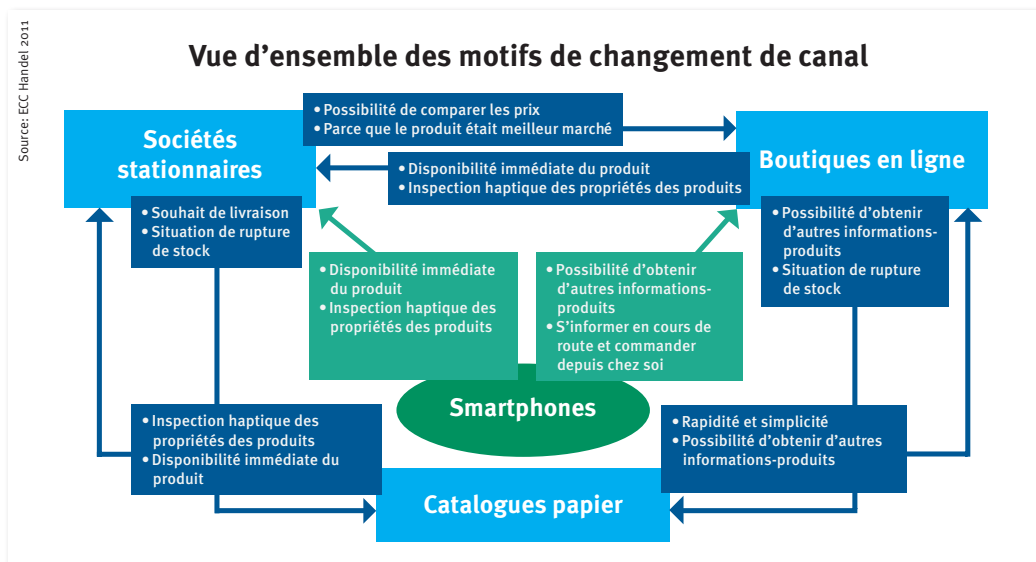 Source: ECC Handel 2011
Vue d’ensemble des motifs de changement de canal
• Possibilité de comparer les prix
• Parce que le produit était meilleur marché
Sociétés
stationnaires
Boutiques en ligne
• Disponibilité immédiate du produit
• Inspection haptique des propriétés des produits
• Souhait de livraison
• Situation de rupture
de stock
• Possibilité d’obtenir
d’autres informations-
produits
• Situation de rupture
de stock
• Disponibilité immédiate
du produit
• Inspection haptique des
propriétés des produits
• Possibilité d’obtenir
d’autres informations-
produits
• S’informer en cours de
route et commander
depuis chez soi
Smartphones
• Inspection haptique des
propriétés des produits
• Disponibilité immédiate du
produit
• Rapidité et simplicité
• Possibilité d’obtenir d’autres
informations-produits
Catalogues papier